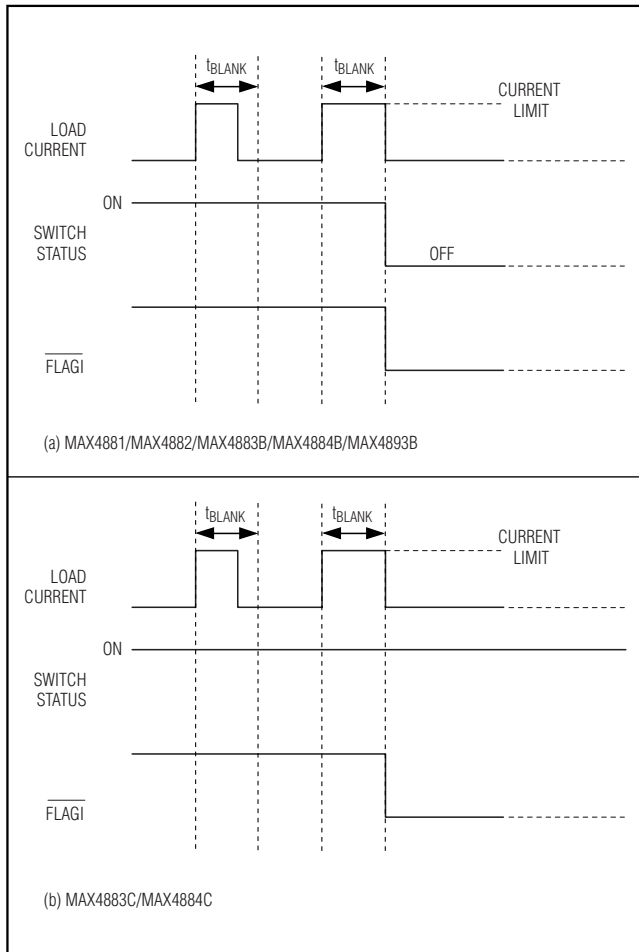 tBLANK tBLANK
CURRENT
LIMIT
LOAD
CURRENT
ON
SWITCH
STATUS
OFF
FLAGI
(a) MAX4881/MAX4882/MAX4883B/MAX4884B/MAX4893B
tBLANK tBLANK
CURRENT
LIMIT
LOAD
CURRENT
ON
SWITCH
STATUS
FLAGI
(b) MAX4883C/MAX4884C